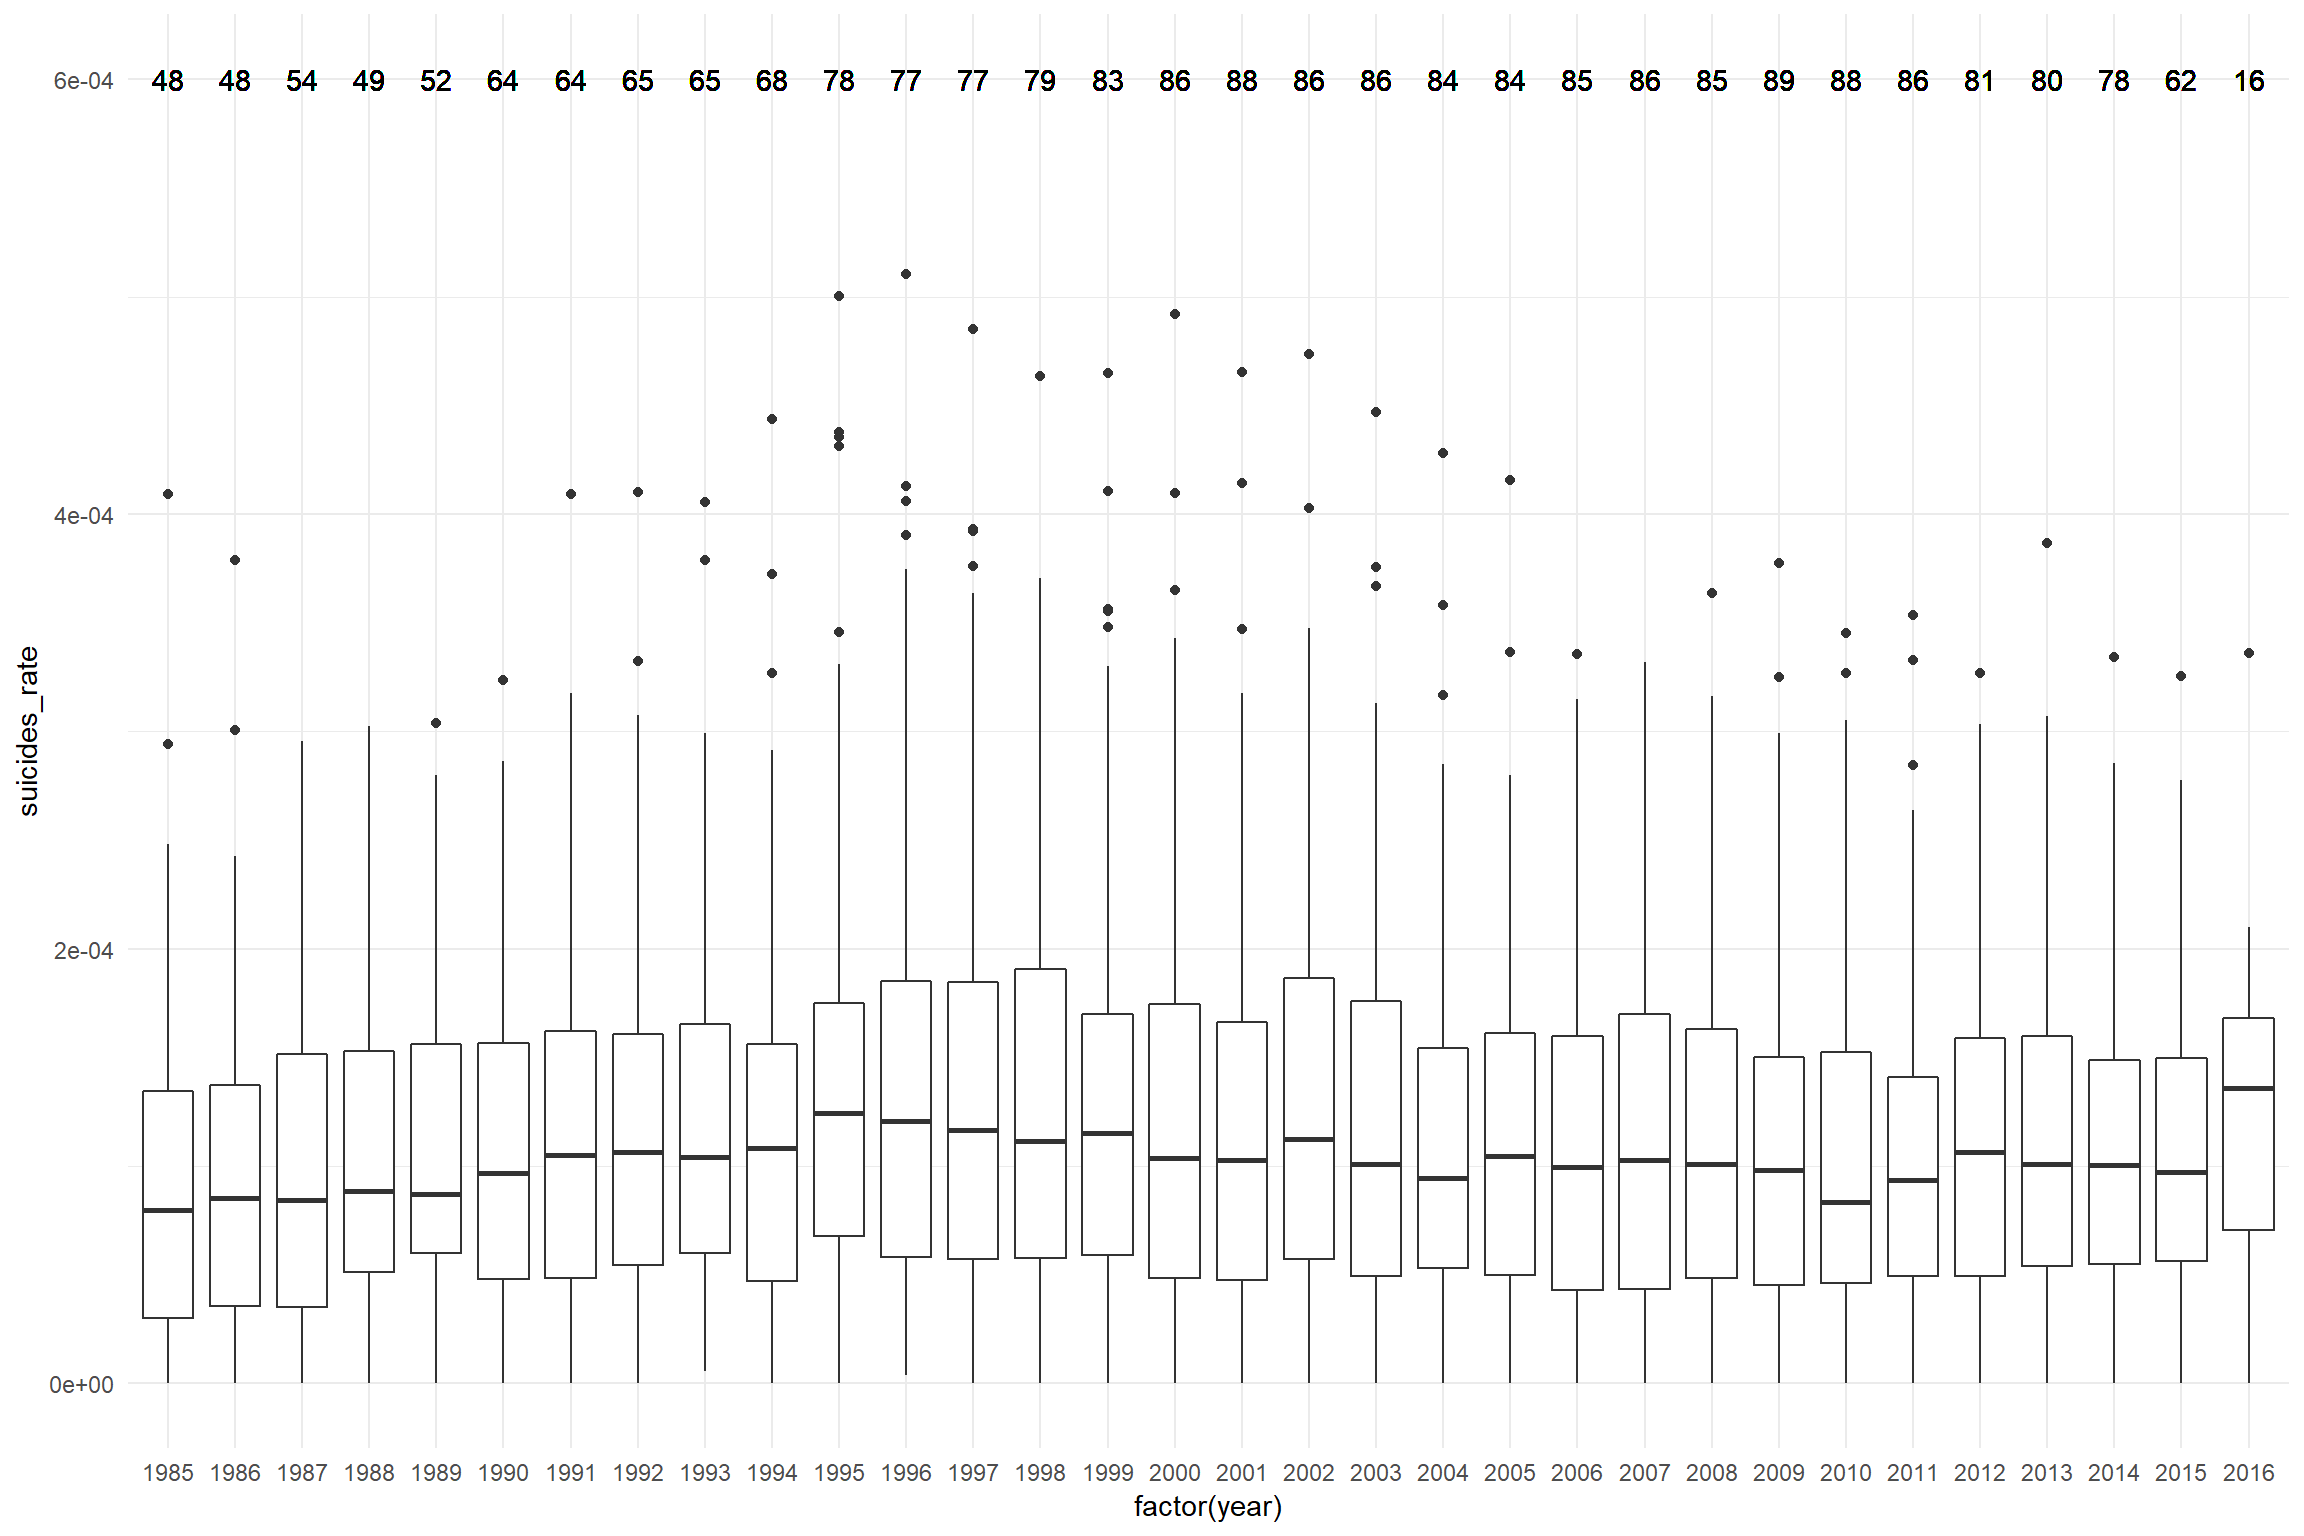 6e-04
48 48 54 49 52 64 64 65 65 68 78 77 77 79 83 86 88 86 86 84 84 85 86 85 89 88 86 81 80 78 62 16
4e-04
suicides_rate
2e-04
0e+00
1985 1986 1987 1988 1989 1990 1991 1992 1993 1994 1995 1996 1997 1998 1999 2000 2001 2002 2003 2004 2005 2006 2007 2008 2009 2010 2011 2012 2013 2014 2015 2016
factor(year)